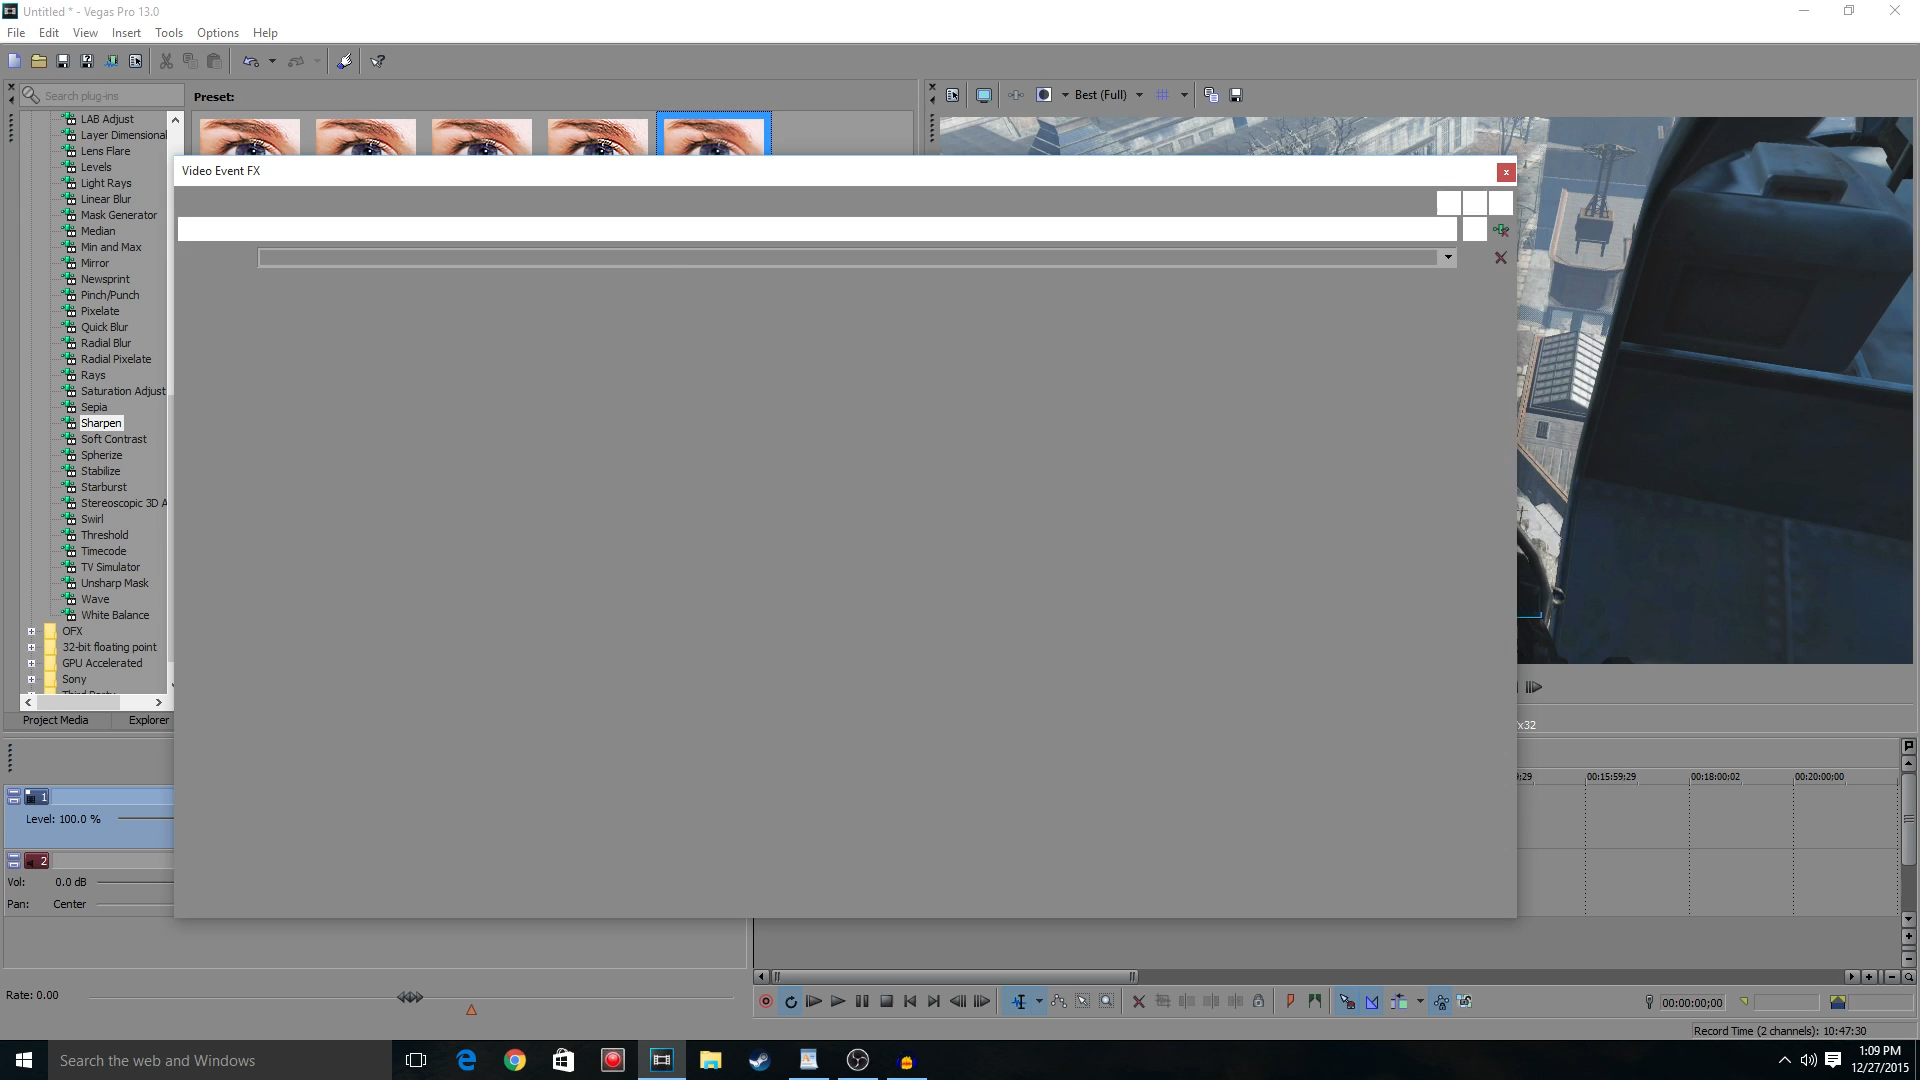 Untitled * - Vegas Pro 13.0
File Edit View Insert Tools Options Help
Search plug-ins
Preset:
Best (Full)
LAB Adjust
Layer Dimensional
Lens Flare
Levels
Light Rays
Linear Blur
Mask Generator
Median
Min and Max
Mirror
Newsprint
Pinch/Punch
Pixelate
Quick Blur
Radial Blur
Radial Pixelate
Rays
Saturation Adjust
Sepia
Sharpen
Soft Contrast
Spherize
Stabilize
Starburst
Stereoscopic 3D A
Swirl
Threshold
Timecode
TV Simulator
Unsharp Mask
Wave
White Balance
OFX
32-bit floating point
GPU Accelerated
Sony
Project Media Explorer
Video Event FX
x32
;29 00:15:59;29 00:18:00;02 00:20:00;00
1
Level: 100.0 %
2
Vol: 0.0 dB
Pan: Center
Rate: 0.00
00:00:00;00
Record Time (2 channels): 10:47:30
Search the web and Windows
1:09 PM
12/27/2015